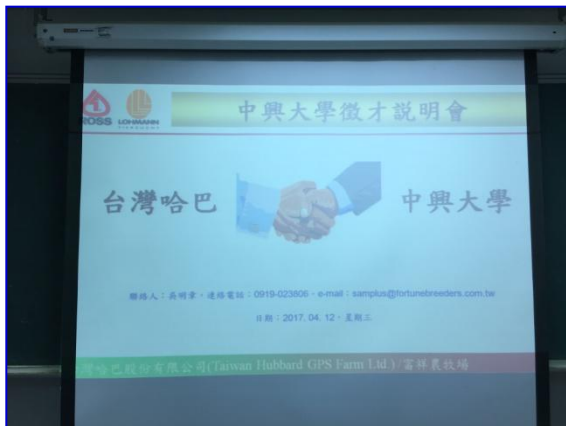 ROSS
LOHMANN
中興大學徵才說明會
台灣哈巴
中興大學
聯絡人：吳明韋、連絡電話：0919-023806、e-mail：samplus@fortunebreeders.com.tw
日期：2017. 04. 12、星期三
灣哈巴股份有限公司(Taiwan Hubbard GPS Farm Ltd.) /富祥農牧場